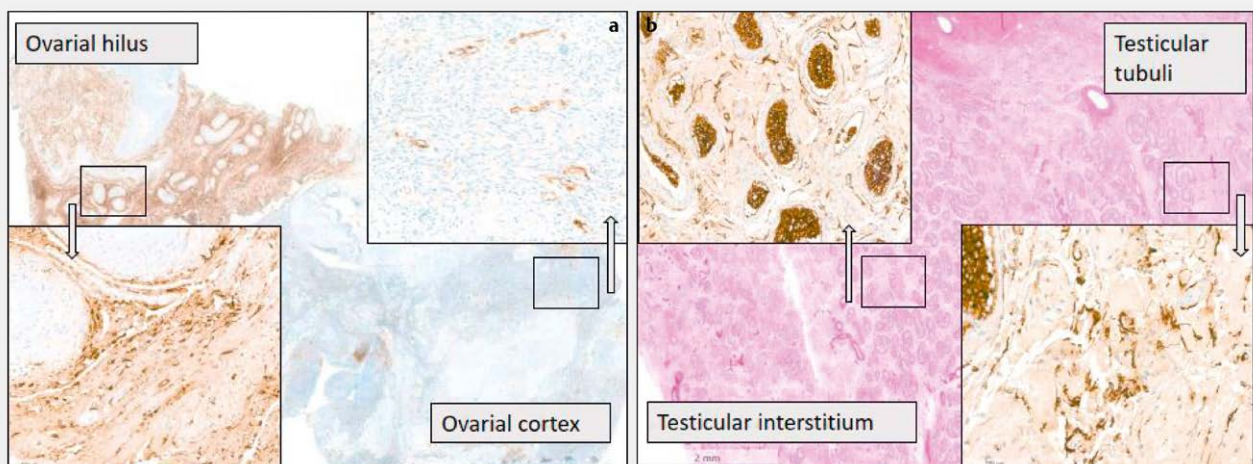 Ovarial hilus
a
b
Testicular
tubuli
Ovarial cortex
Testicular interstitium
2 mm